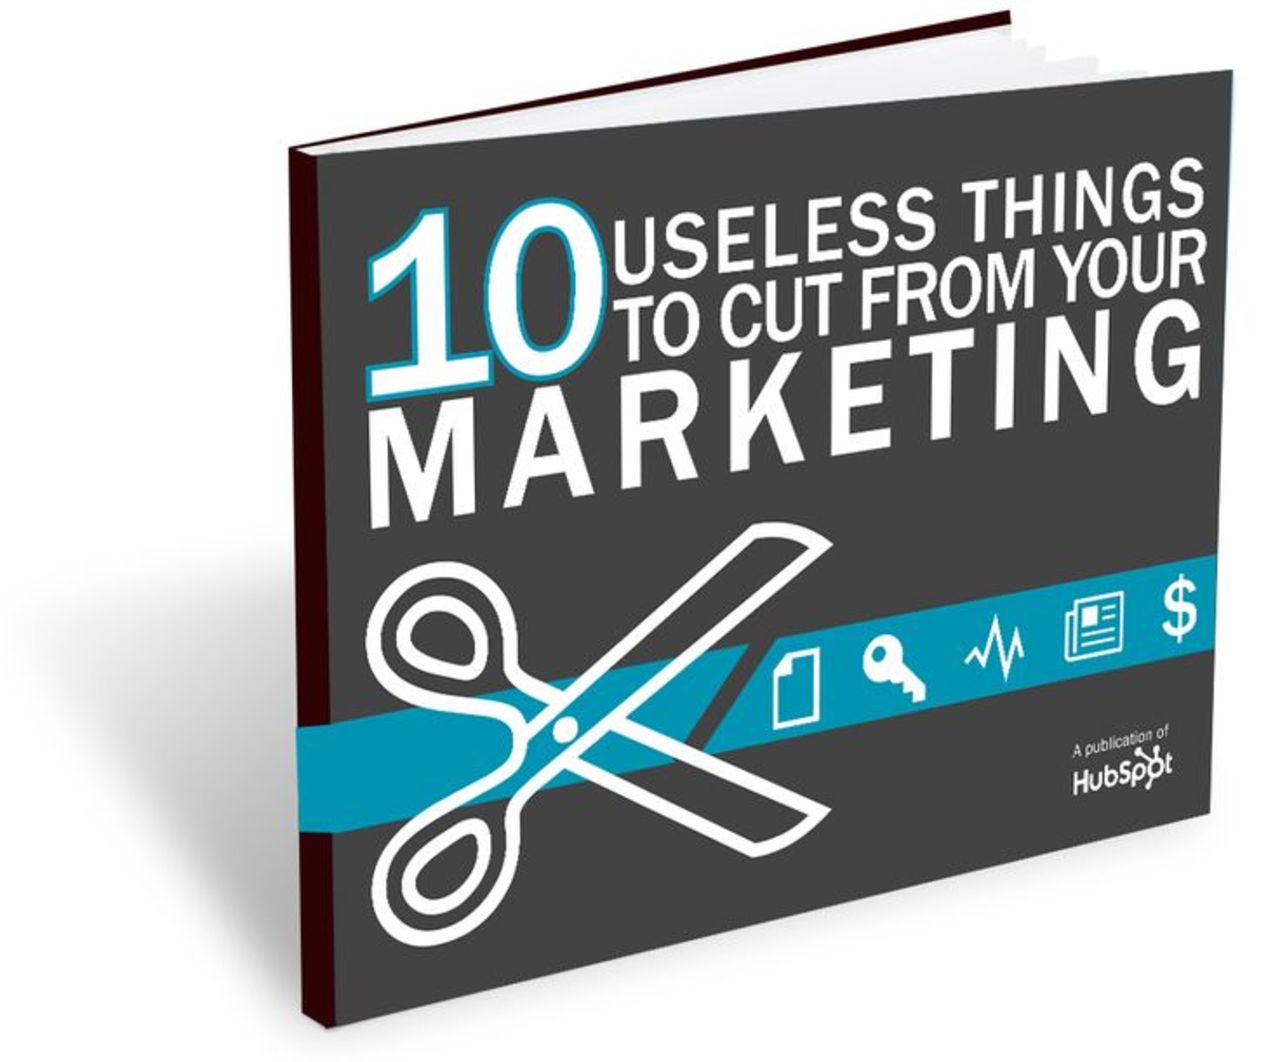 10 USELESS THINGS
TO CUT FROM YOUR
MARKETING
$
A publication of
HubSpot